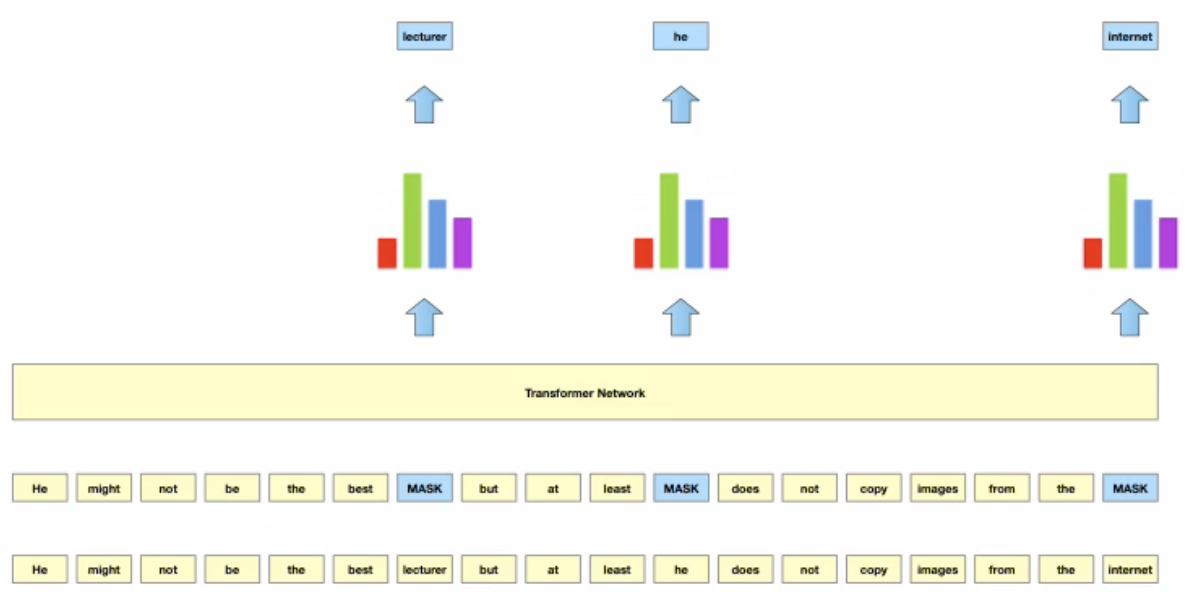 lecturer he internet
Transformer Network
He might not be the best MASK but at least MASK does not copy images from the MASK
He might not be the best lecturer but at least he does not copy images from the internet